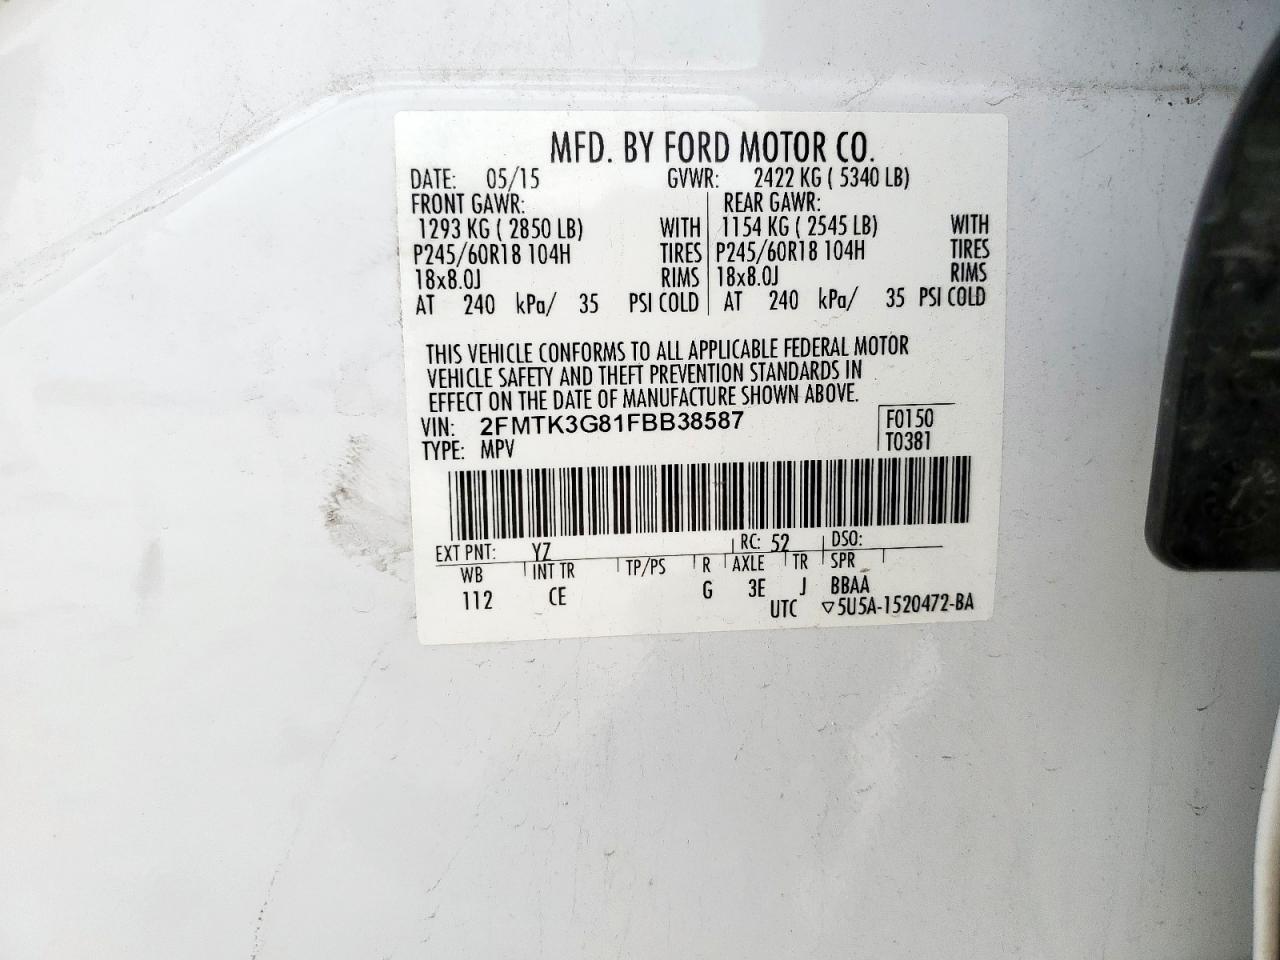 MFD. BY FORD MOTOR CO.
DATE: 05/15 GVWR: 2422 KG ( 5340 LB)
FRONT GAWR: REAR GAWR:
1293 KG ( 2850 LB) WITH 1154 KG ( 2545 LB) WITH
P245/60R18 104H TIRES P245/60R18 104H TIRES
18x8.0J RIMS 18x8.0J RIMS
AT 240 kPa/ 35 PSI COLD AT 240 kPa/ 35 PSI COLD
THIS VEHICLE CONFORMS TO ALL APPLICABLE FEDERAL MOTOR
VEHICLE SAFETY AND THEFT PREVENTION STANDARDS IN
EFFECT ON THE DATE OF MANUFACTURE SHOWN ABOVE.
VIN: 2FMTK3G81FBB38587 F0150
TYPE: MPV T0381
EXT PNT: YZ RC: 52 DSO:
WB INT TR TP/PS R AXLE TR SPR
112 CE G 3E J BBAA
UTC ▽5U5A-1520472-BA